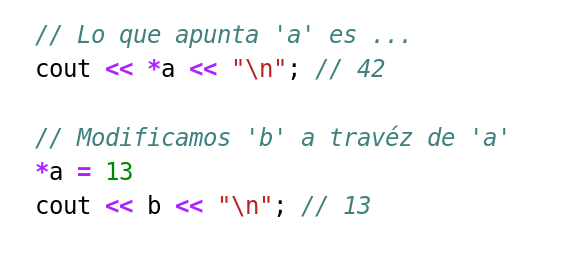 // Lo que apunta 'a' es ...
cout << *a << "\n"; // 42
// Modificamos 'b' a travéz de 'a'
*a = 13
cout << b << "\n"; // 13